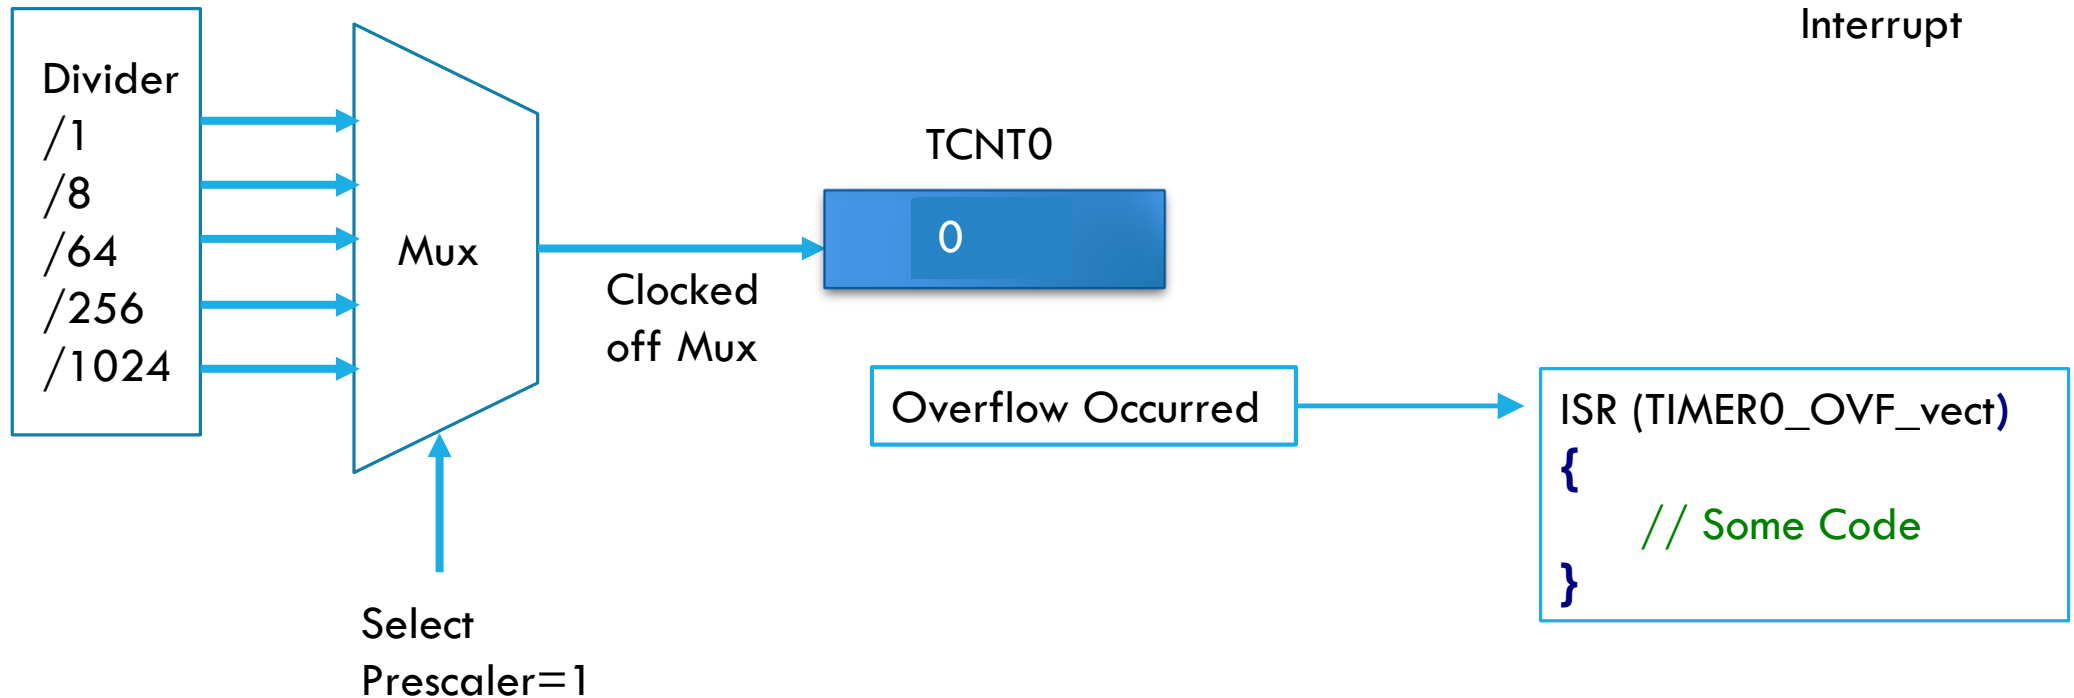 Interrupt
Divider
/1
/8
/64
/256
/1024
Mux
TCNT0
0
Clocked
off Mux
Overflow Occurred
ISR (TIMER0_OVF_vect)
{
// Some Code
}
Select
Prescaler=1